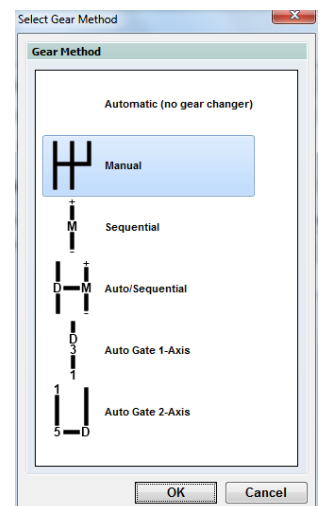 Select Gear Method
Gear Method
Automatic (no gear changer)
Manual
+
M
-
Sequential
+
D M
-
Auto/Sequential
D
3
1
Auto Gate 1-Axis
1
5 D
Auto Gate 2-Axis
OK Cancel